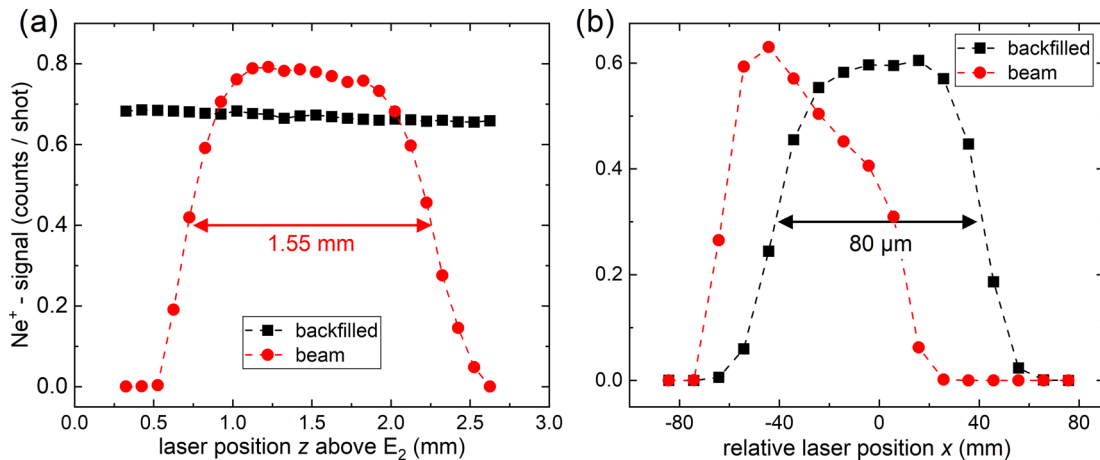 (a)
Ne⁺ - signal (counts / shot)
0.8
0.6
0.4
0.2
0.0
1.55 mm
backfilled
beam
0.0 0.5 1.0 1.5 2.0 2.5 3.0
laser position z above E₂ (mm)
(b)
0.6
0.4
0.2
0.0
backfilled
beam
80 µm
-80 -40 0 40 80
relative laser position x (mm)